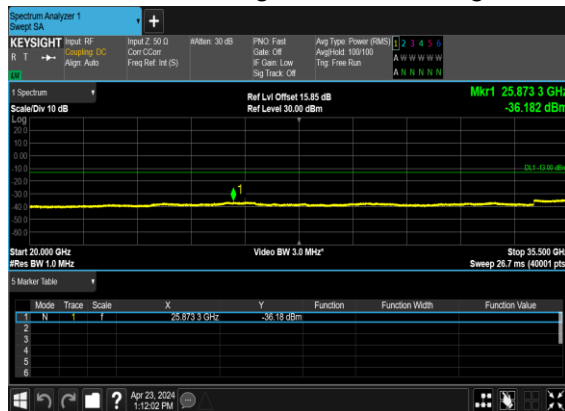 Spectrum Analyzer 1
Swept SA
KEYSIGHT Input: RF Input Z: 50 Ω #Atten: 30 dB PNO: Fast Avg Type: Power (RMS) 1 2 3 4 5 6
R T Coupling: DC Corr CCorr Gate: Off Avg|Hold: 100/100 A W W W W W
Align: Auto Freq Ref: Int (S) IF Gain: Low Trig: Free Run
LW Sig Track: Off A N N N N N
1 Spectrum Ref Lvl Offset 15.85 dB Mkr1 25.873 3 GHz
Scale/Div 10 dB Ref Level 30.00 dBm -36.182 dBm
Log
20.0
10.0
0.00
-10.0 DL1 -13.00 dBm
-20.0
-30.0 1
-40.0
-50.0
-60.0
Start 20.000 GHz Video BW 3.0 MHz* Stop 35.500 GHz
#Res BW 1.0 MHz Sweep 26.7 ms (40001 pts)
5 Marker Table
Mode Trace Scale X Y Function Function Width Function Value
1 N 1 f 25.873 3 GHz -36.18 dBm
2
3
4
5
6
? Apr 23, 2024
1:12:02 PM